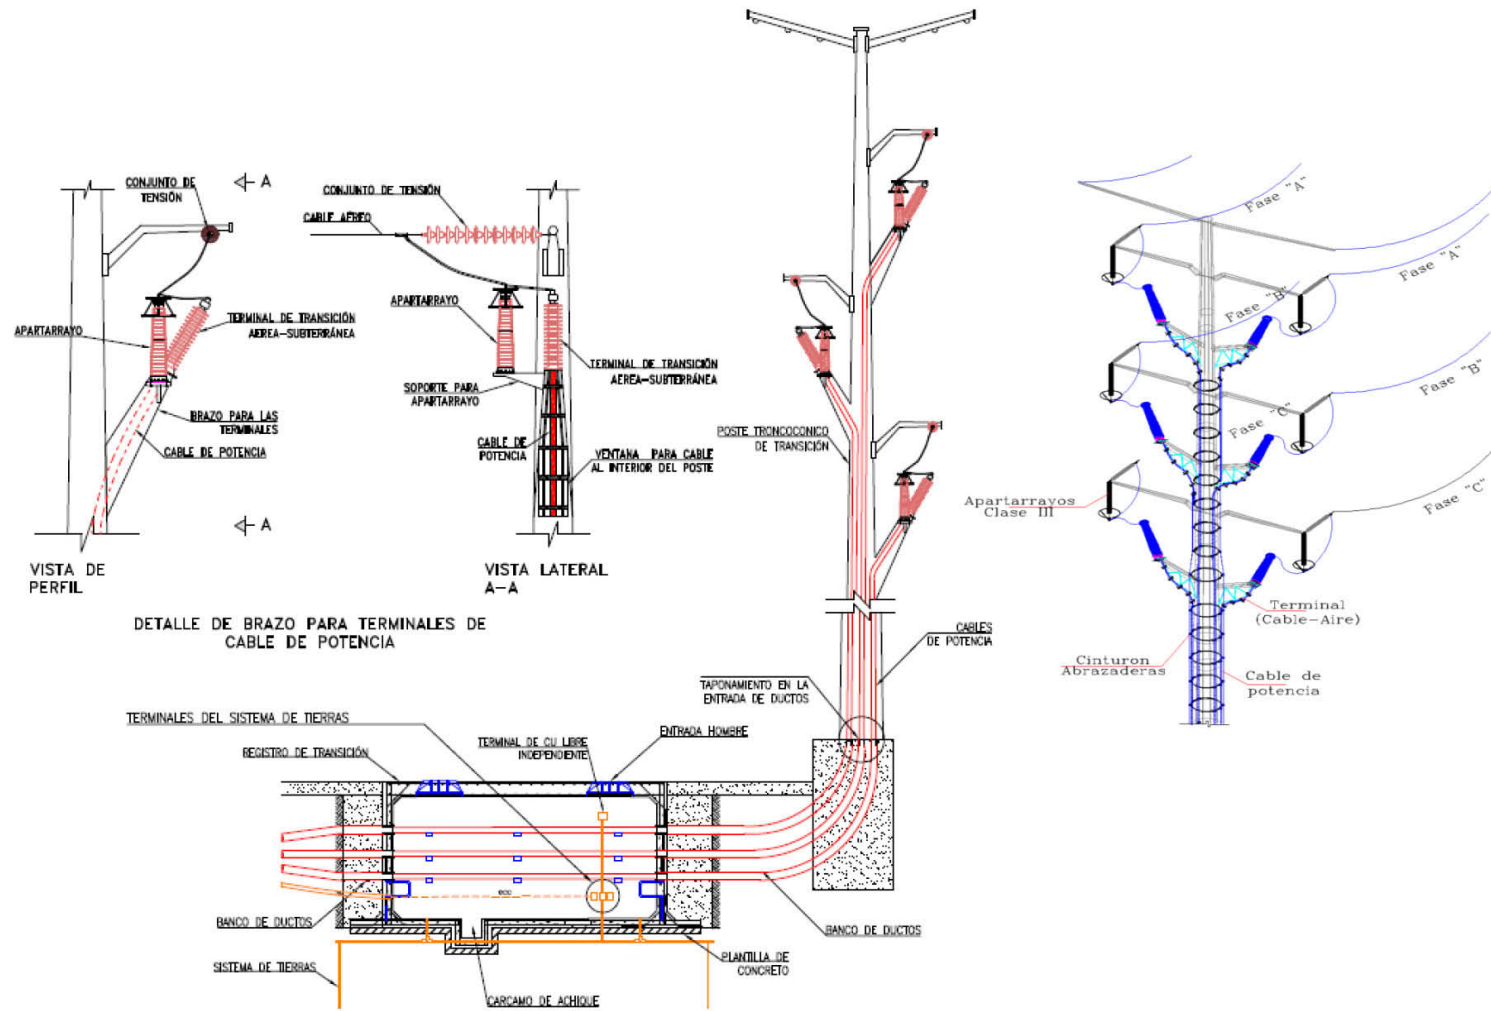 CONJUNTO DE
TENSIÓN
A
APARTARRAYO
TERMINAL DE TRANSICIÓN
AEREA-SUBTERRÁNEA
BRAZO PARA LAS
TERMINALES
CABLE DE POTENCIA
A
VISTA DE
PERFIL
CONJUNTO DE TENSIÓN
CABLE AÉREO
APARTARRAYO
TERMINAL DE TRANSICIÓN
AEREA-SUBTERRÁNEA
SOPORTE PARA
APARTARRAYO
CABLE DE
POTENCIA
VENTANA PARA CABLE
AL INTERIOR DEL POSTE
VISTA LATERAL
A-A
DETALLE DE BRAZO PARA TERMINALES DE
CABLE DE POTENCIA
POSTE TRONCOCONICO
DE TRANSICIÓN
CABLES
DE POTENCIA
TAPONAMIENTO EN LA
ENTRADA DE DUCTOS
TERMINALES DEL SISTEMA DE TIERRAS
REGISTRO DE TRANSICIÓN
TERMINAL DE CU LIBRE
INDEPENDIENTE
ENTRADA HOMBRE
BANCO DE DUCTOS
BANCO DE DUCTOS
SISTEMA DE TIERRAS
PLANTILLA DE
CONCRETO
CARCAMO DE ACHIQUE
Fase "A"
Fase "A"
Fase "B"
Fase "B"
Fase "C"
Fase "C"
Apartarrayos
Clase III
Terminal
(Cable-Aire)
Cinturon
Abrazaderas
Cable de
potencia